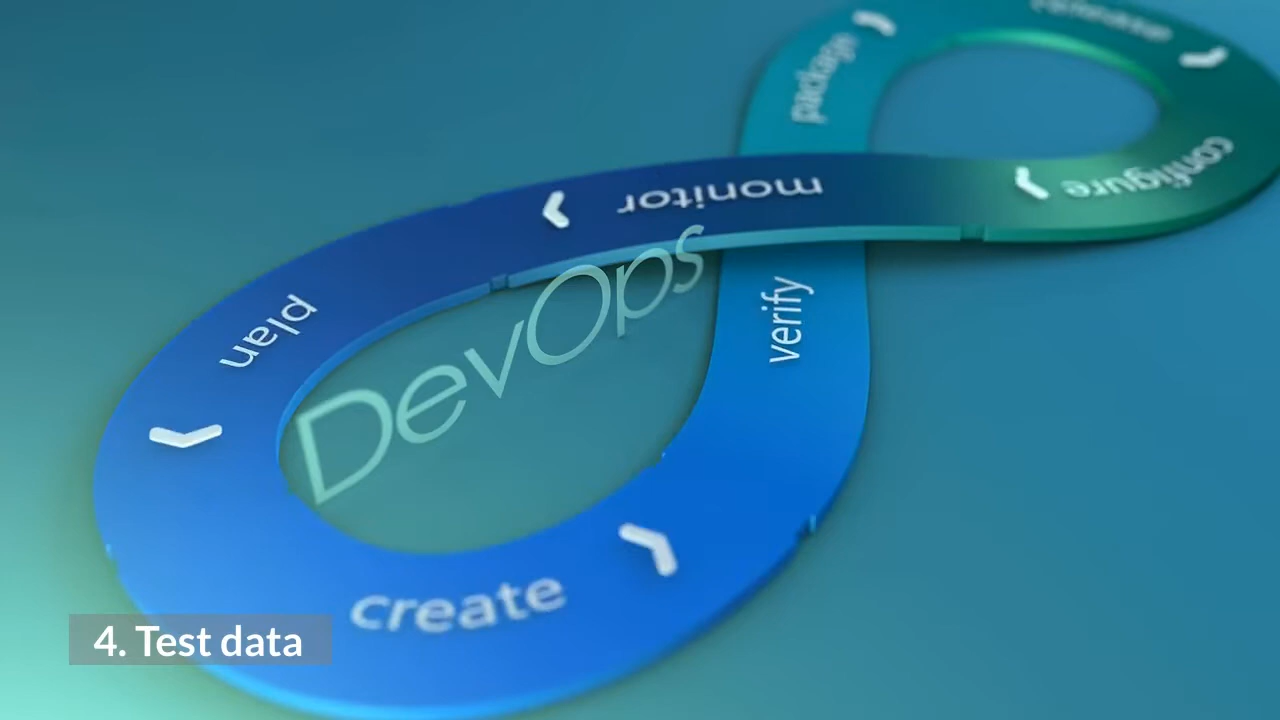 package
configure
monitor
plan
DevOps
verify
create
4. Test data